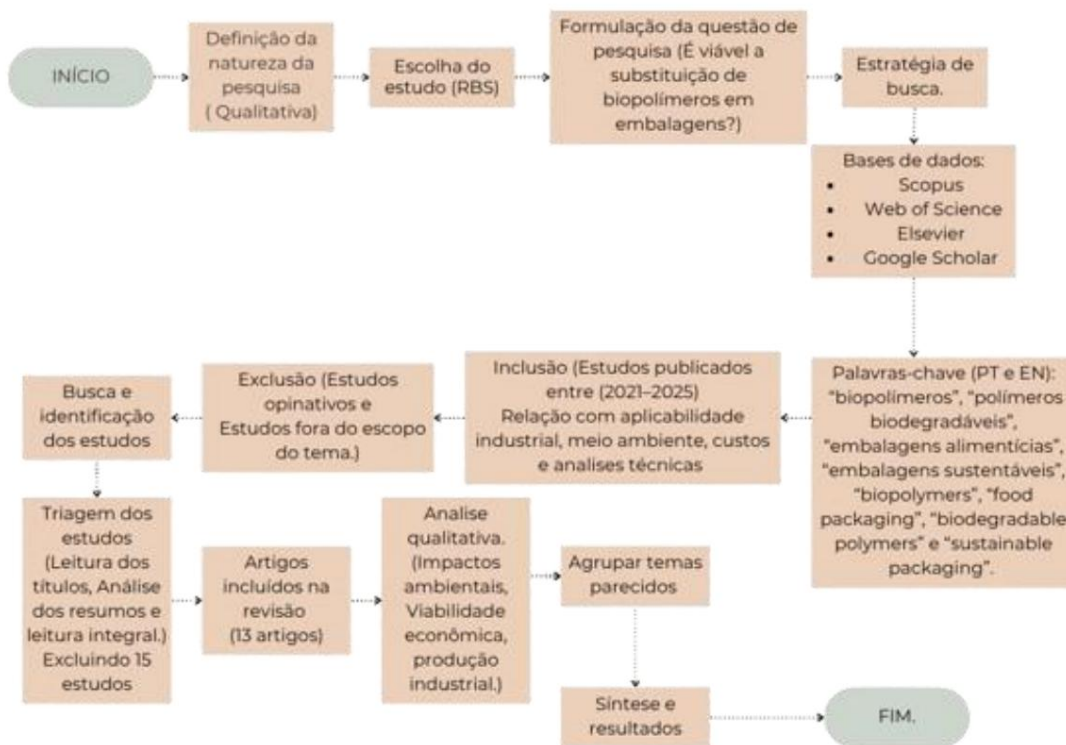 INÍCIO
Definição da
natureza da
pesquisa
( Qualitativa)
Escolha do
estudo (RBS)
Formulação da questão de
pesquisa (É viável a
substituição de
biopolímeros em
embalagens?)
Estratégia de
busca.
Bases de dados:
• Scopus
• Web of Science
• Elsevier
• Google Scholar
Palavras-chave (PT e EN):
“biopolímeros”, “polímeros
biodegradáveis”,
“embalagens alimentícias”,
“embalagens sustentáveis”,
“biopolymers”, “food
packaging”, “biodegradable
polymers” e “sustainable
packaging”.
Inclusão (Estudos publicados
entre (2021–2025)
Relação com aplicabilidade
industrial, meio ambiente, custos
e analises técnicas
Exclusão (Estudos
opinativos e
Estudos fora do escopo
do tema.)
Busca e
identificação
dos estudos
Triagem dos
estudos
(Leitura dos
títulos, Análise
dos resumos e
leitura integral.)
Excluindo 15
estudos
Artigos
incluídos na
revisão
(13 artigos)
Analise
qualitativa.
(Impactos
ambientais,
Viabilidade
econômica,
produção
industrial.)
Agrupar temas
parecidos
Síntese e
resultados
FIM.